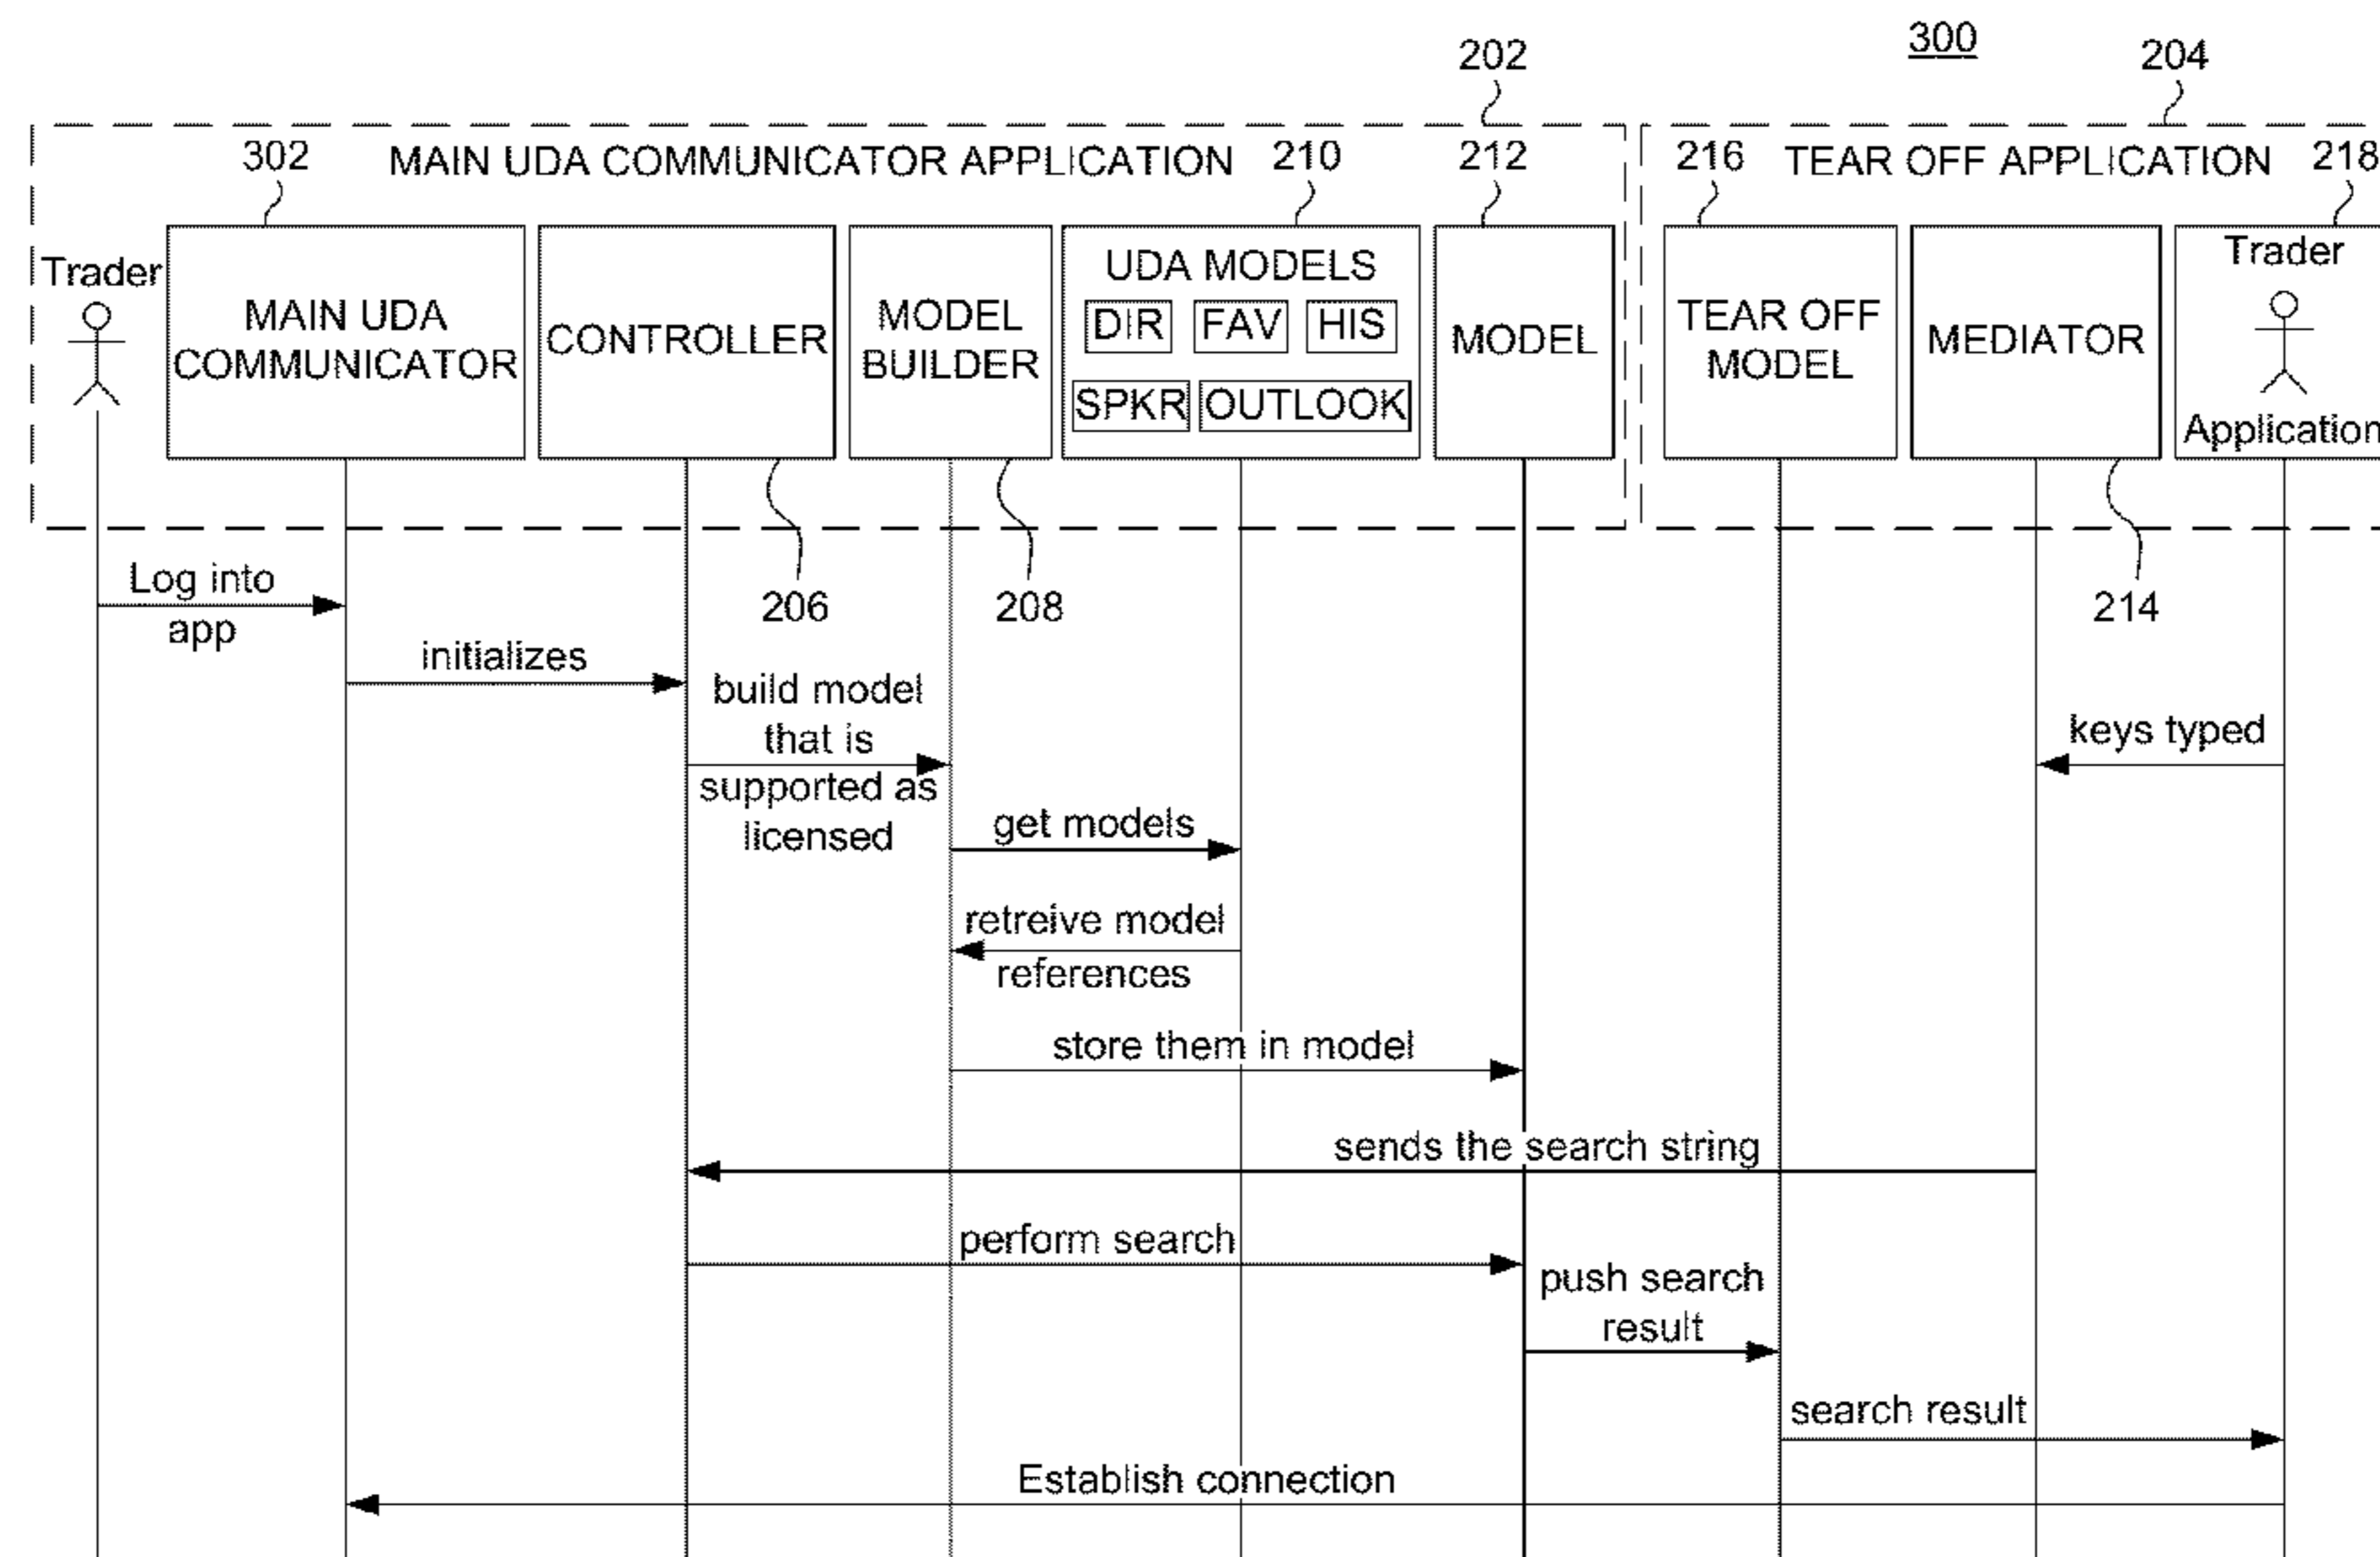 300
202
204
302
MAIN UDA COMMUNICATOR APPLICATION
210
212
216
TEAR OFF APPLICATION
218
Trader
MAIN UDA
COMMUNICATOR
CONTROLLER
MODEL
BUILDER
UDA MODELS
DIR
FAV
HIS
SPKR
OUTLOOK
MODEL
TEAR OFF
MODEL
MEDIATOR
Trader
Application
206
208
214
Log into
app
initializes
build model
that is
supported as
licensed
keys typed
get models
retreive model
references
store them in model
sends the search string
perform search
push search
result
search result
Establish connection